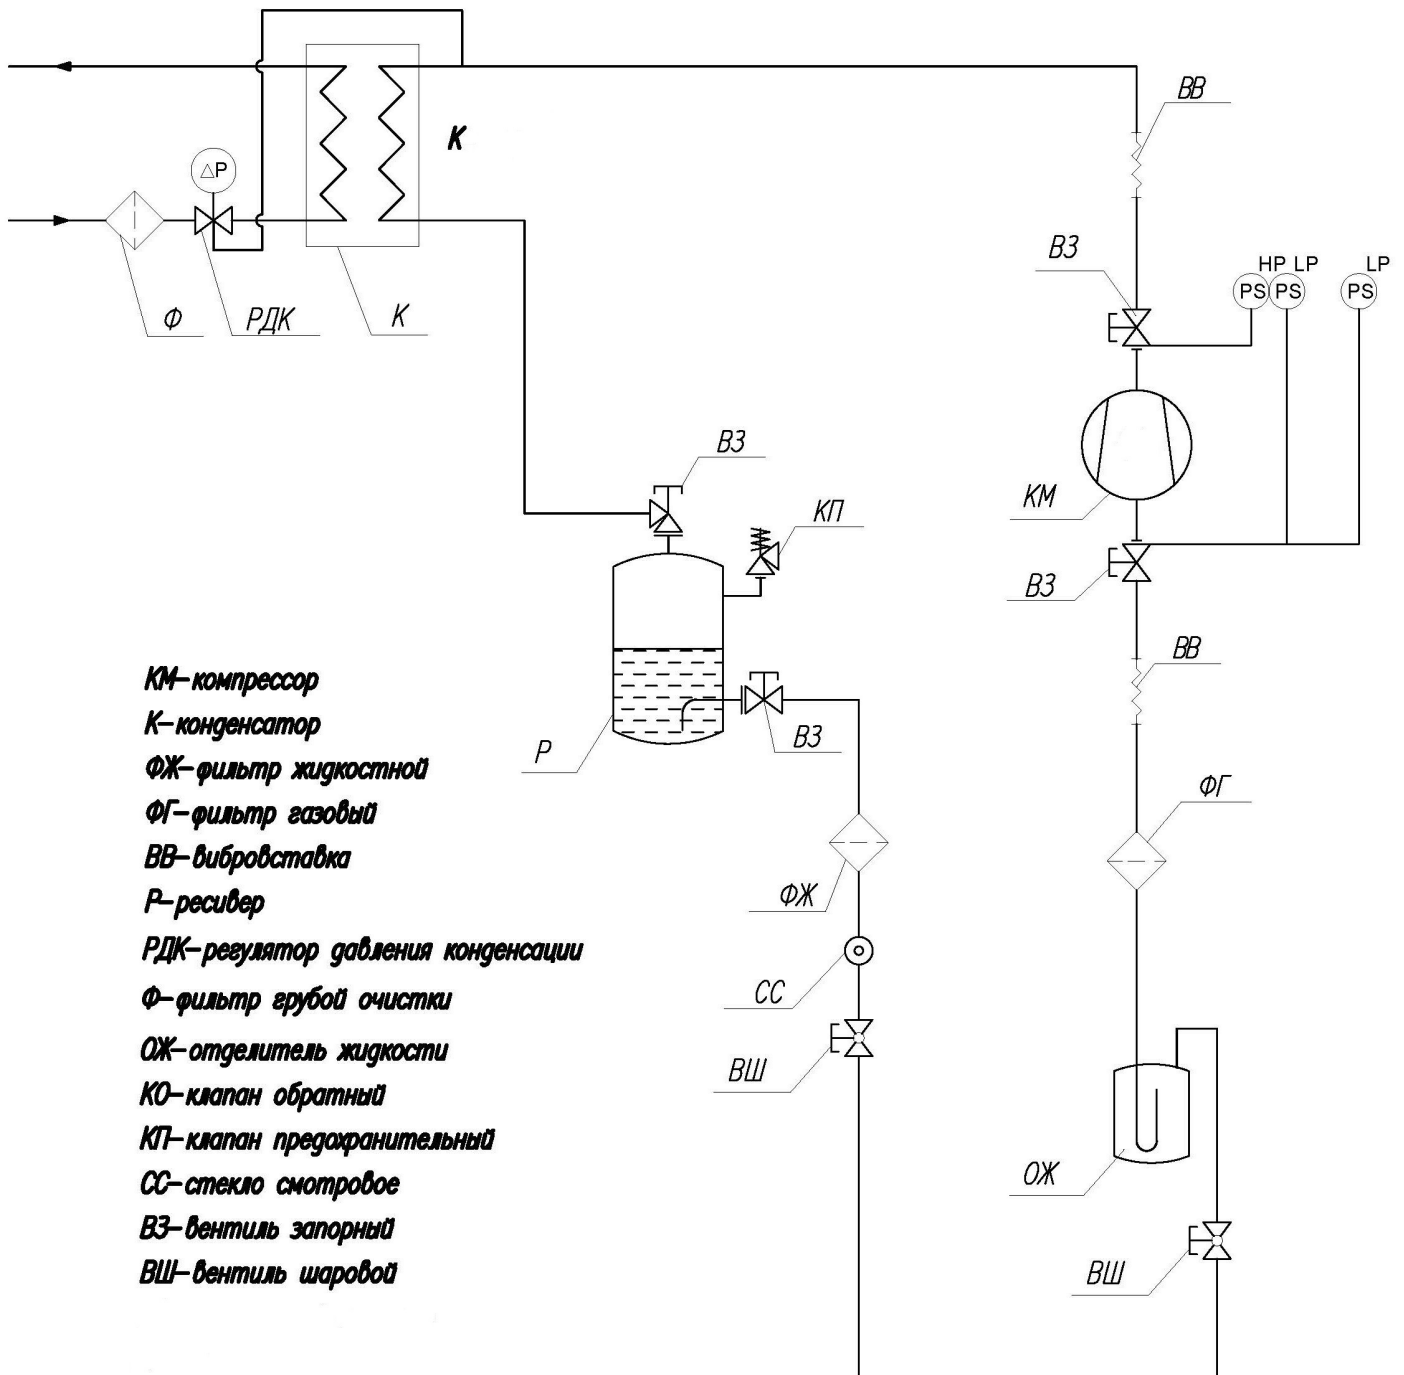 ВВ
К
△P
ВЗ
HP LP
LP
PS
PS
PS
Ф
РДК
К
ВЗ
КП
КМ
ВЗ
ВВ
КМ–компрессор
К–конденсатор
ФЖ–фильтр жидкостной
ФГ–фильтр газовый
ВВ–вибровставка
Р–ресивер
РДК–регулятор давления конденсации
Ф–фильтр грубой очистки
ОЖ–отделитель жидкости
КО–клапан обратный
КП–клапан предохранительный
СС–стекло смотровое
ВЗ–вентиль запорный
ВШ–вентиль шаровой
Р
ВЗ
ФГ
ФЖ
СС
ВШ
ОЖ
ВШ